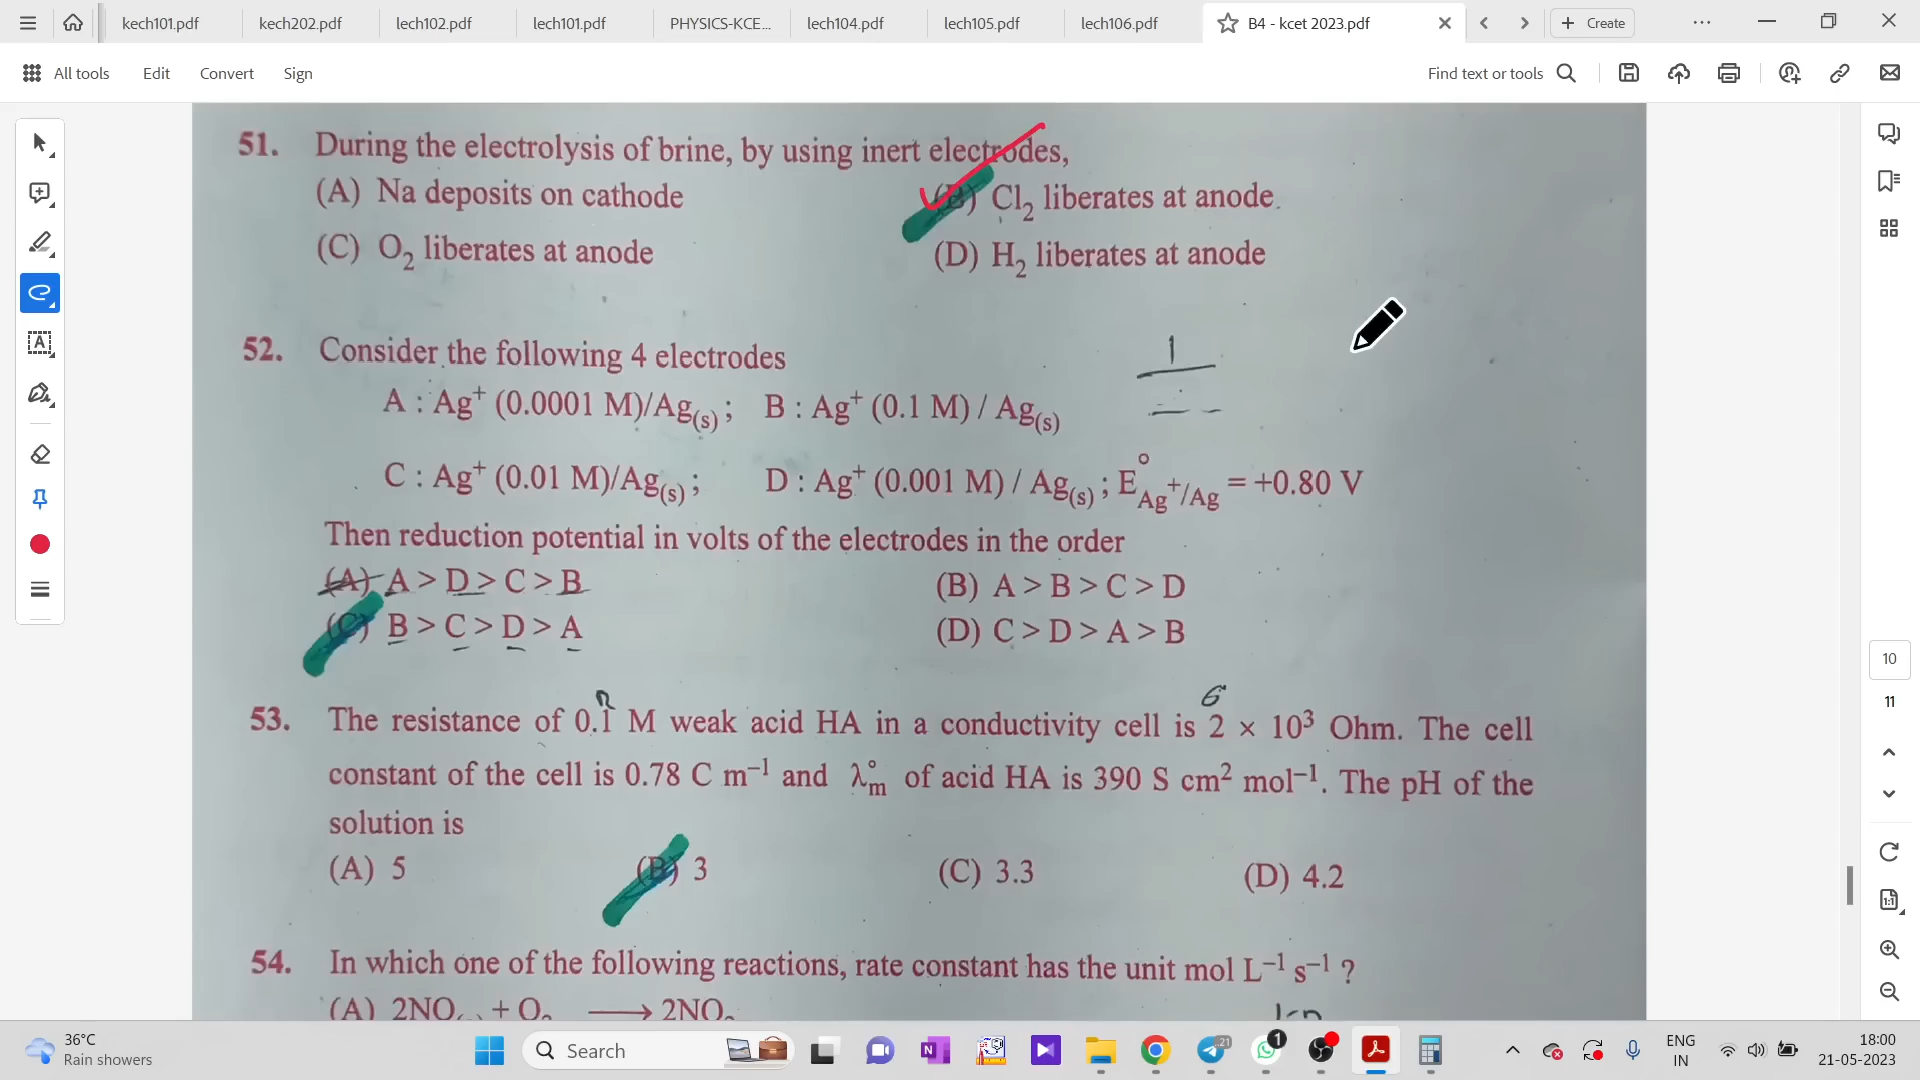 kech101.pdf kech202.pdf lech102.pdf lech101.pdf PHYSICS-KCE... lech104.pdf lech105.pdf lech106.pdf B4 - kcet 2023.pdf Create
All tools Edit Convert Sign Find text or tools
51. During the electrolysis of brine, by using inert electrodes,
(A) Na deposits on cathode (B) Cl₂ liberates at anode.
(C) O₂ liberates at anode (D) H₂ liberates at anode
1
52. Consider the following 4 electrodes
A : Ag⁺ (0.0001 M)/Ag₍s₎ ; B : Ag⁺ (0.1 M) / Ag₍s₎
C : Ag⁺ (0.01 M)/Ag₍s₎ ; D : Ag⁺ (0.001 M) / Ag₍s₎ ; E°Ag⁺/Ag = +0.80 V
Then reduction potential in volts of the electrodes in the order
(A) A > D > C > B (B) A > B > C > D
(C) B > C > D > A (D) C > D > A > B
53. The resistance of 0.1 M weak acid HA in a conductivity cell is 2 × 10³ Ohm. The cell
constant of the cell is 0.78 C m⁻¹ and λ°m of acid HA is 390 S cm² mol⁻¹. The pH of the
solution is
(A) 5 (B) 3 (C) 3.3 (D) 4.2
54. In which one of the following reactions, rate constant has the unit mol L⁻¹ s⁻¹ ?
(A) 2NO + O₂ ⟶ 2NO₂
10
11
1:1
36°C
Rain showers
Search
21
1
ENG
IN
18:00
21-05-2023